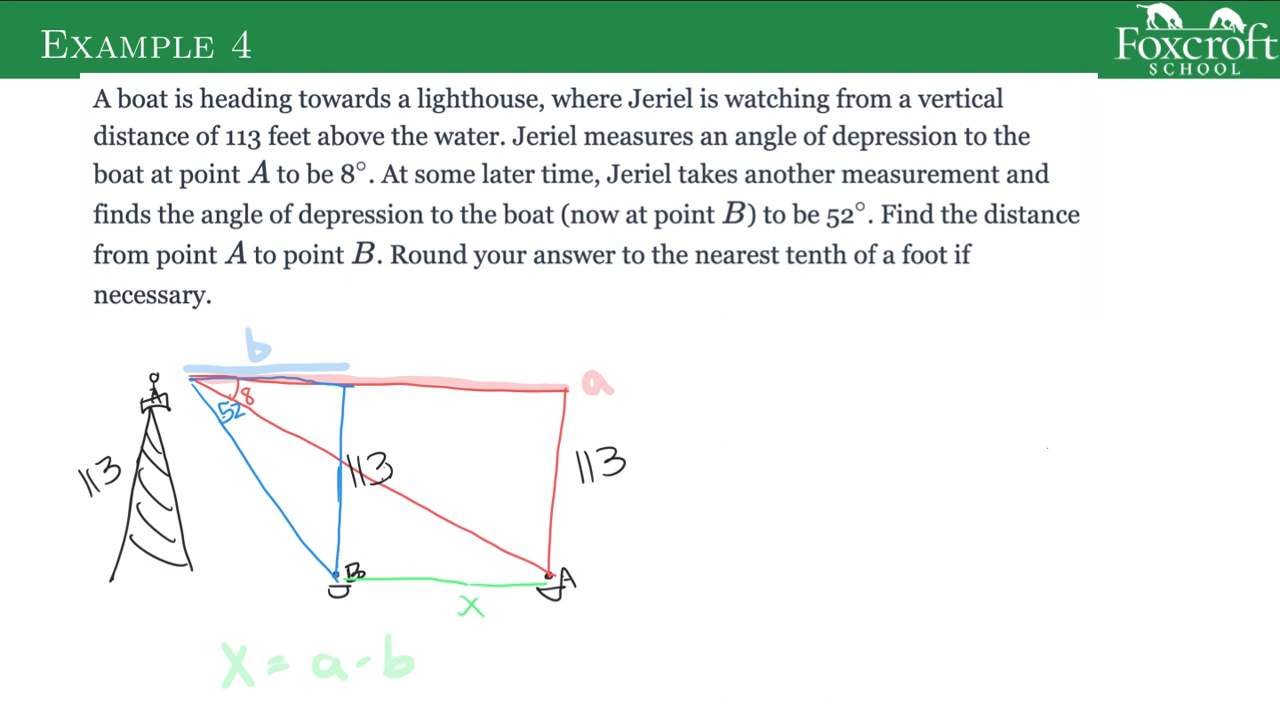 EXAMPLE 4
Foxcroft
SCHOOL
A boat is heading towards a lighthouse, where Jeriel is watching from a vertical
distance of 113 feet above the water. Jeriel measures an angle of depression to the
boat at point A to be 8°. At some later time, Jeriel takes another measurement and
finds the angle of depression to the boat (now at point B) to be 52°. Find the distance
from point A to point B. Round your answer to the nearest tenth of a foot if
necessary.
b
a
8
52
113
113
113
B
A
x
x = a - b